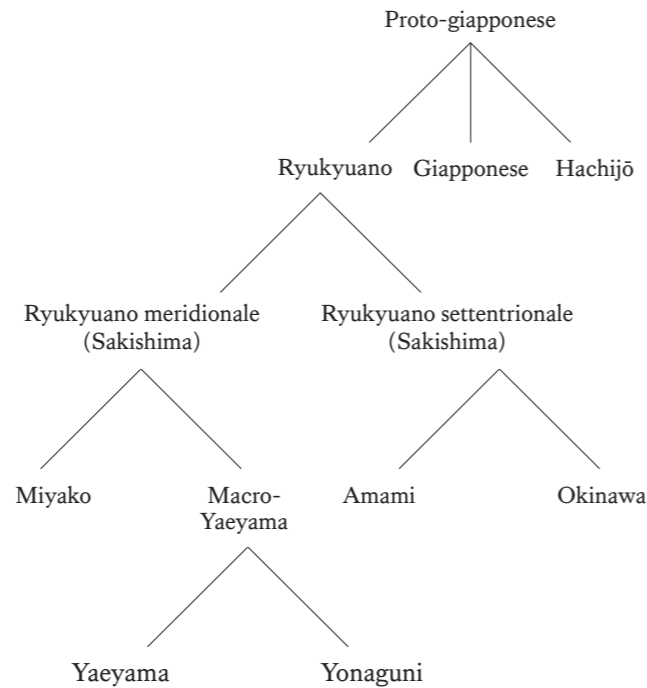 Proto-giapponese
Ryukyuano Giapponese Hachijō
Ryukyuano meridionale
(Sakishima)
Ryukyuano settentrionale
(Sakishima)
Miyako
Macro-
Yaeyama
Amami
Okinawa
Yaeyama
Yonaguni